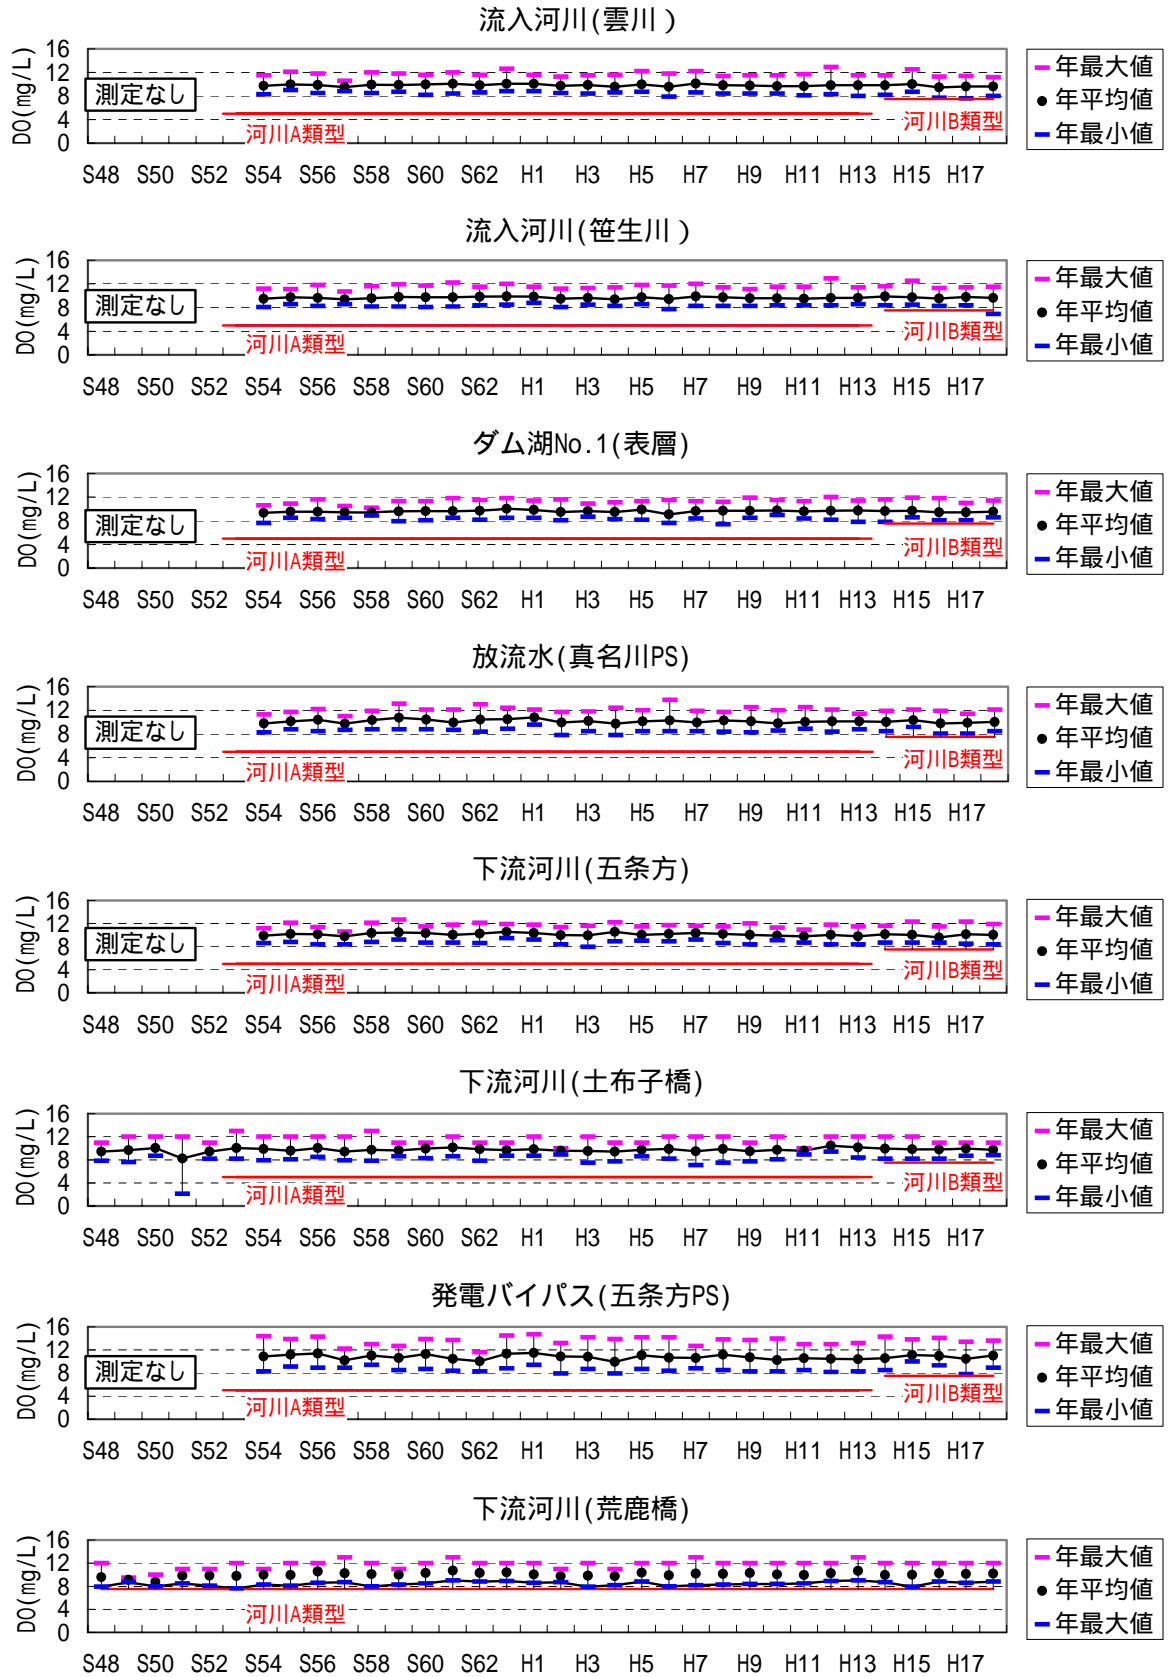 流入河川(雲川)
DO(mg/L)
16
12
8
4
0
測定なし
河川A類型
河川B類型
S48 S50 S52 S54 S56 S58 S60 S62 H1 H3 H5 H7 H9 H11 H13 H15 H17
年最大値
年平均値
年最小値
流入河川(笹生川)
DO(mg/L)
16
12
8
4
0
測定なし
河川A類型
河川B類型
S48 S50 S52 S54 S56 S58 S60 S62 H1 H3 H5 H7 H9 H11 H13 H15 H17
年最大値
年平均値
年最小値
ダム湖No.1(表層)
DO(mg/L)
16
12
8
4
0
測定なし
河川A類型
河川B類型
S48 S50 S52 S54 S56 S58 S60 S62 H1 H3 H5 H7 H9 H11 H13 H15 H17
年最大値
年平均値
年最小値
放流水(真名川PS)
DO(mg/L)
16
12
8
4
0
測定なし
河川A類型
河川B類型
S48 S50 S52 S54 S56 S58 S60 S62 H1 H3 H5 H7 H9 H11 H13 H15 H17
年最大値
年平均値
年最小値
下流河川(五条方)
DO(mg/L)
16
12
8
4
0
測定なし
河川A類型
河川B類型
S48 S50 S52 S54 S56 S58 S60 S62 H1 H3 H5 H7 H9 H11 H13 H15 H17
年最大値
年平均値
年最小値
下流河川(土布子橋)
DO(mg/L)
16
12
8
4
0
河川A類型
河川B類型
S48 S50 S52 S54 S56 S58 S60 S62 H1 H3 H5 H7 H9 H11 H13 H15 H17
年最大値
年平均値
年最小値
発電バイパス(五条方PS)
DO(mg/L)
16
12
8
4
0
測定なし
河川A類型
河川B類型
S48 S50 S52 S54 S56 S58 S60 S62 H1 H3 H5 H7 H9 H11 H13 H15 H17
年最大値
年平均値
年最小値
下流河川(荒鹿橋)
DO(mg/L)
16
12
8
4
0
河川A類型
S48 S50 S52 S54 S56 S58 S60 S62 H1 H3 H5 H7 H9 H11 H13 H15 H17
年最大値
年平均値
年最大値